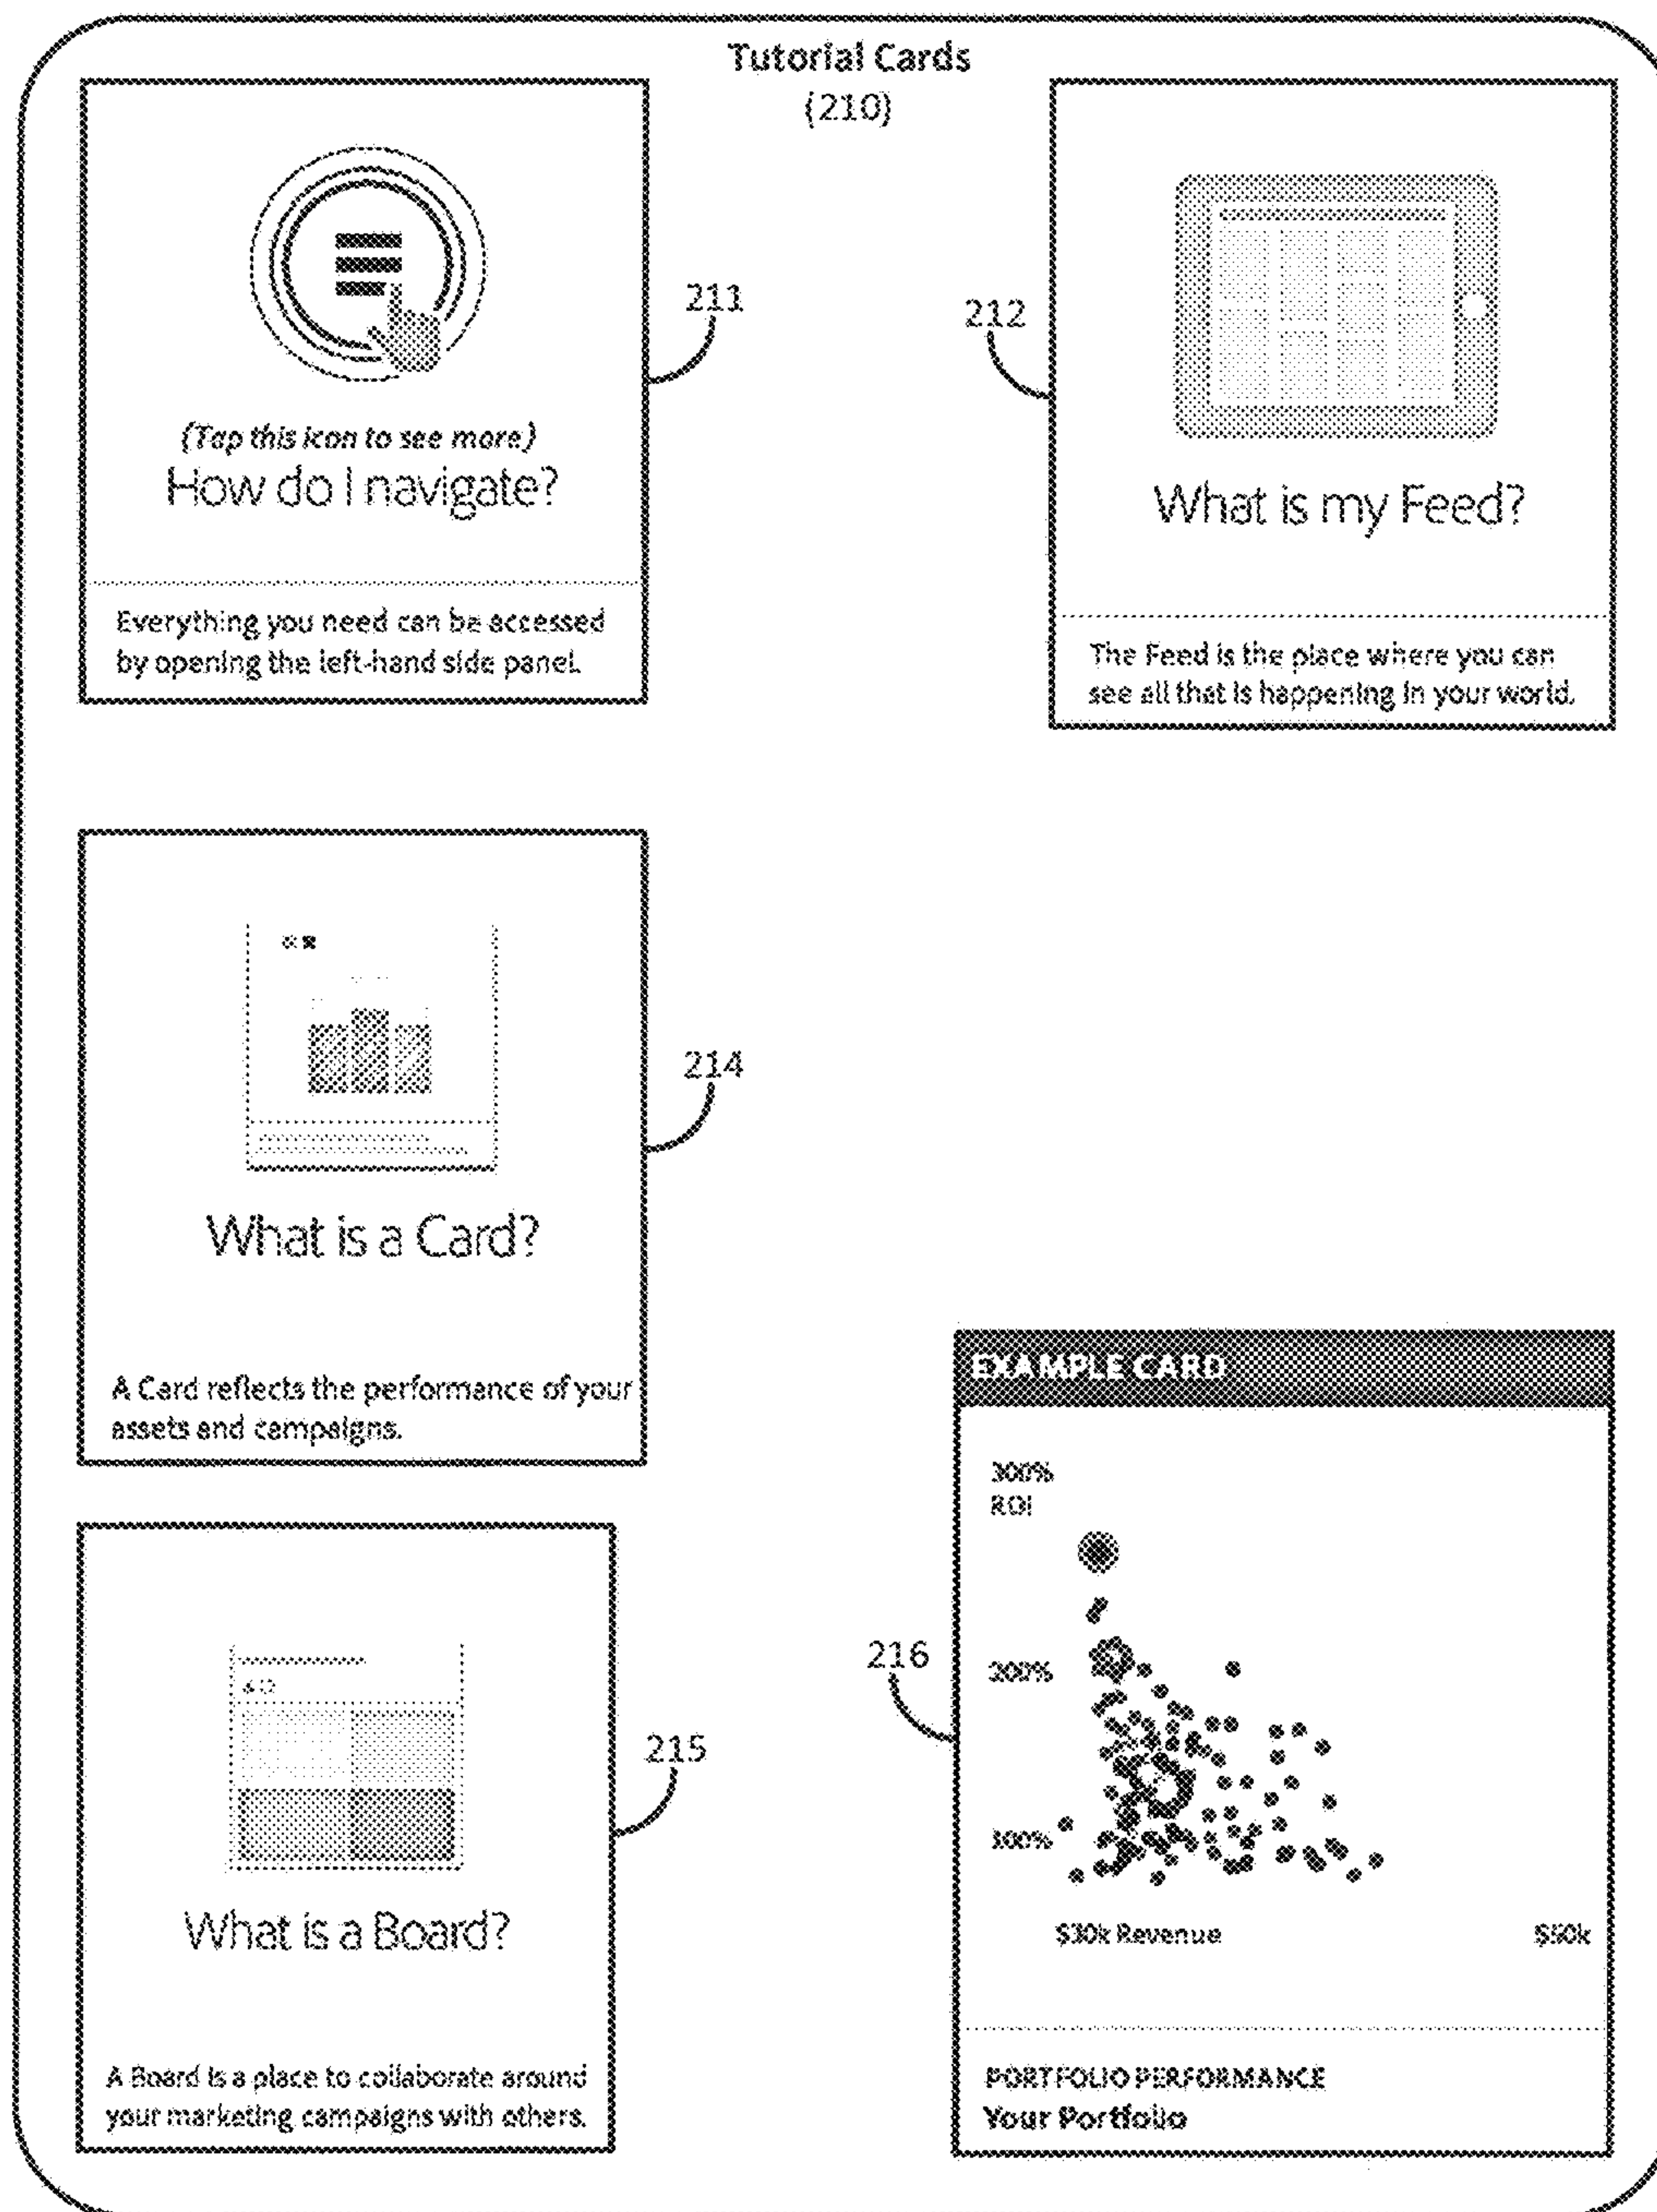 Tutorial Cards
(210)
(Tap this icon to see more)
How do I navigate?
Everything you need can be accessed
by opening the left-hand side panel.
211
212
What is my Feed?
The Feed is the place where you can
see all that is happening in your world.
What is a Card?
A Card reflects the performance of your
assets and campaigns.
214
What is a Board?
A Board is a place to collaborate around
your marketing campaigns with others.
215
216
EXAMPLE CARD
300%
ROI
200%
100%
$30k Revenue
PORTFOLIO PERFORMANCE
Your Portfolio